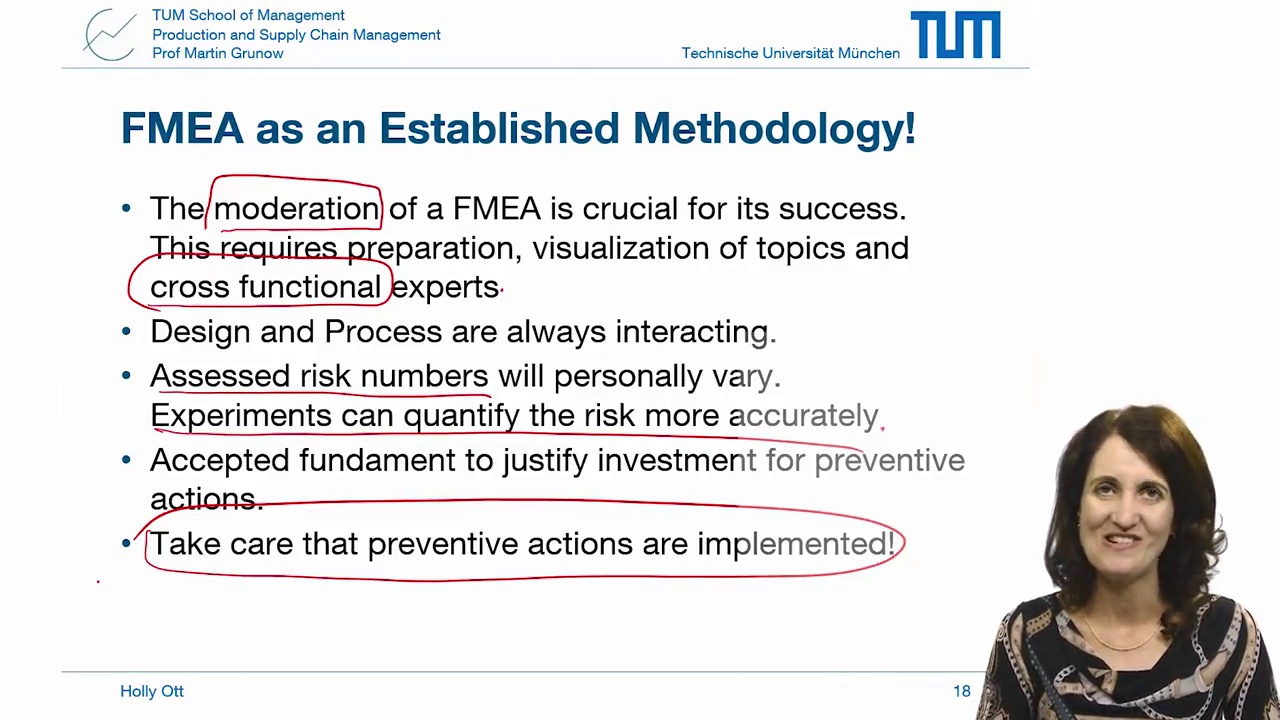 TUM School of Management
Production and Supply Chain Management
Prof Martin Grunow
Technische Universität München
TUM
FMEA as an Established Methodology!
• The moderation of a FMEA is crucial for its success.
This requires preparation, visualization of topics and
cross functional experts
• Design and Process are always interacting.
• Assessed risk numbers will personally vary.
Experiments can quantify the risk more accurately.
• Accepted fundament to justify investment for preventive
actions.
• Take care that preventive actions are implemented!
Holly Ott
18